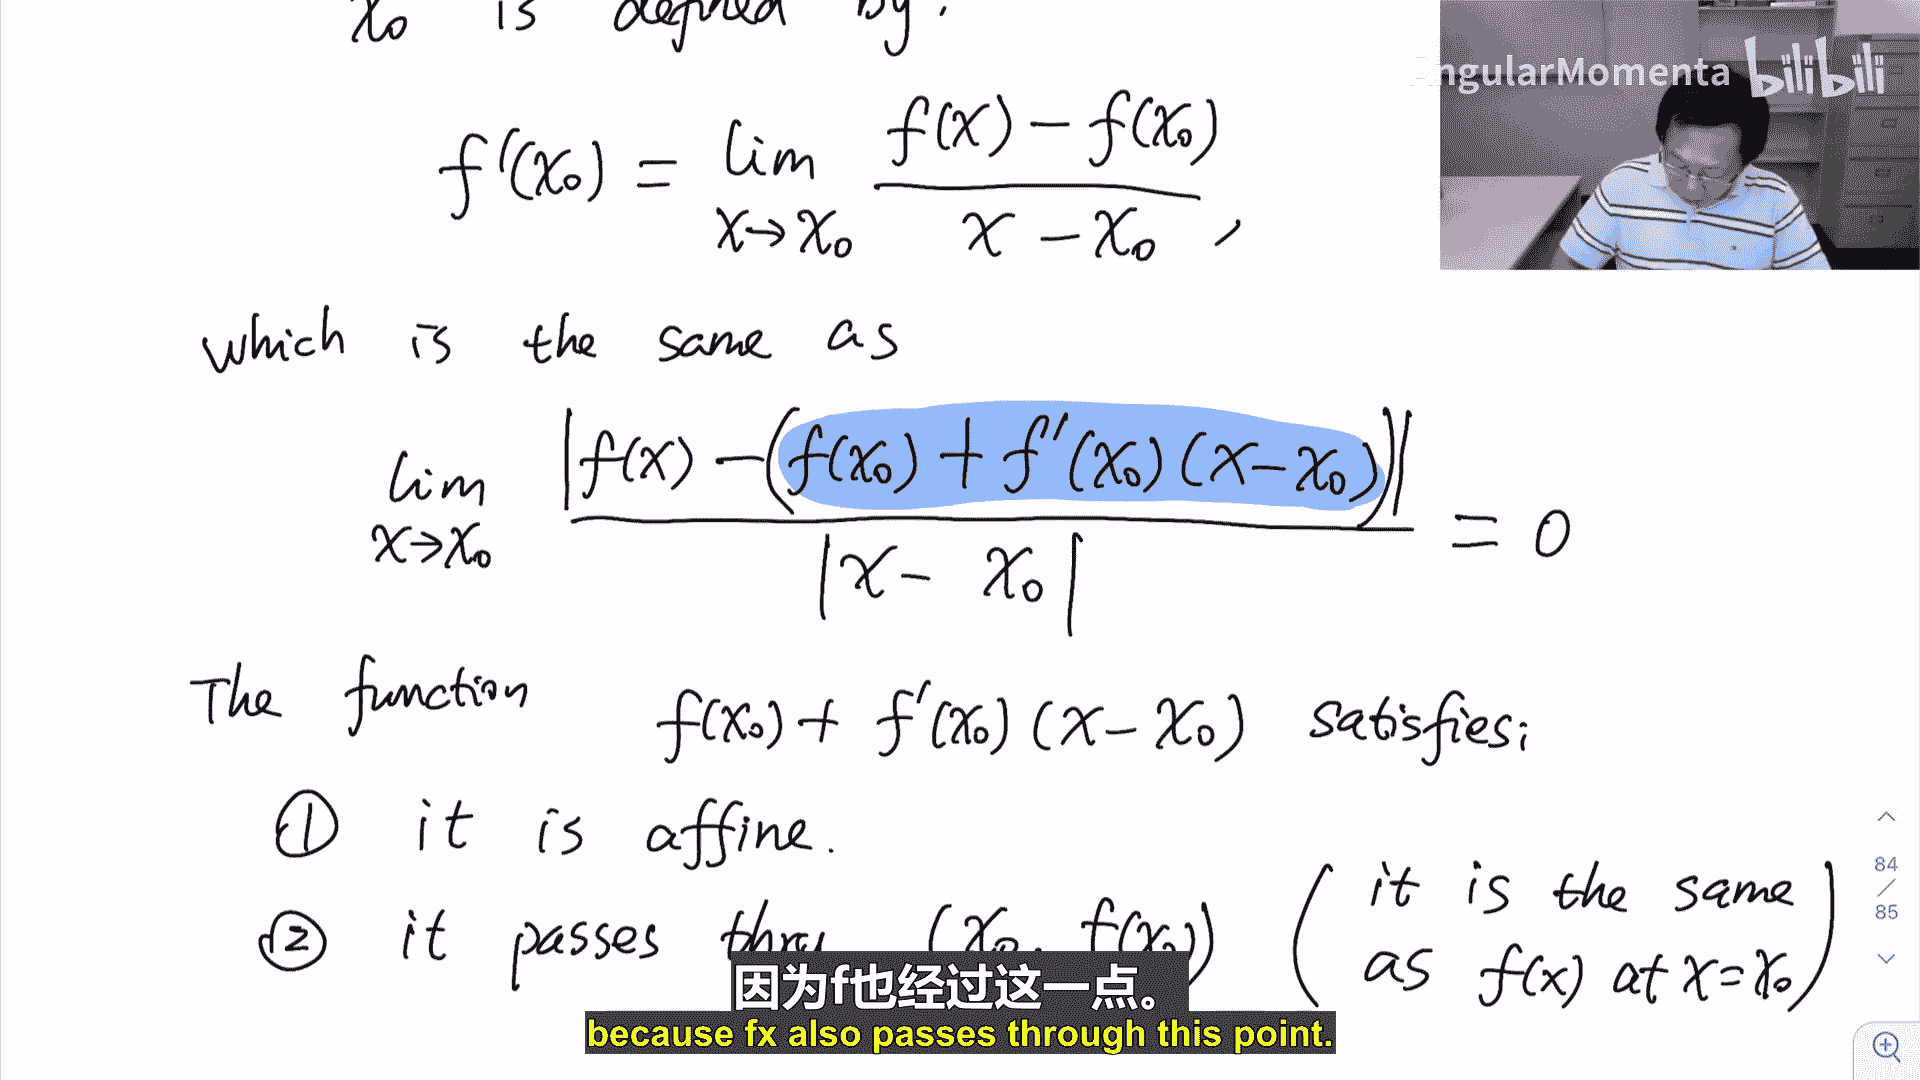 x₀ is defined by:
AngularMomenta bilibili
f'(x₀) = lim x→x₀ (f(x) − f(x₀)) / (x − x₀) ,
which is the same as
lim x→x₀ |f(x) − (f(x₀) + f'(x₀)(x − x₀))| / |x − x₀| = 0
The function f(x₀) + f'(x₀)(x − x₀) satisfies:
① it is affine.
② it passes thru (x₀, f(x₀)) (it is the same
as f(x) at x = x₀)
84
/
85
因为f也经过这一点。
because fx also passes through this point.